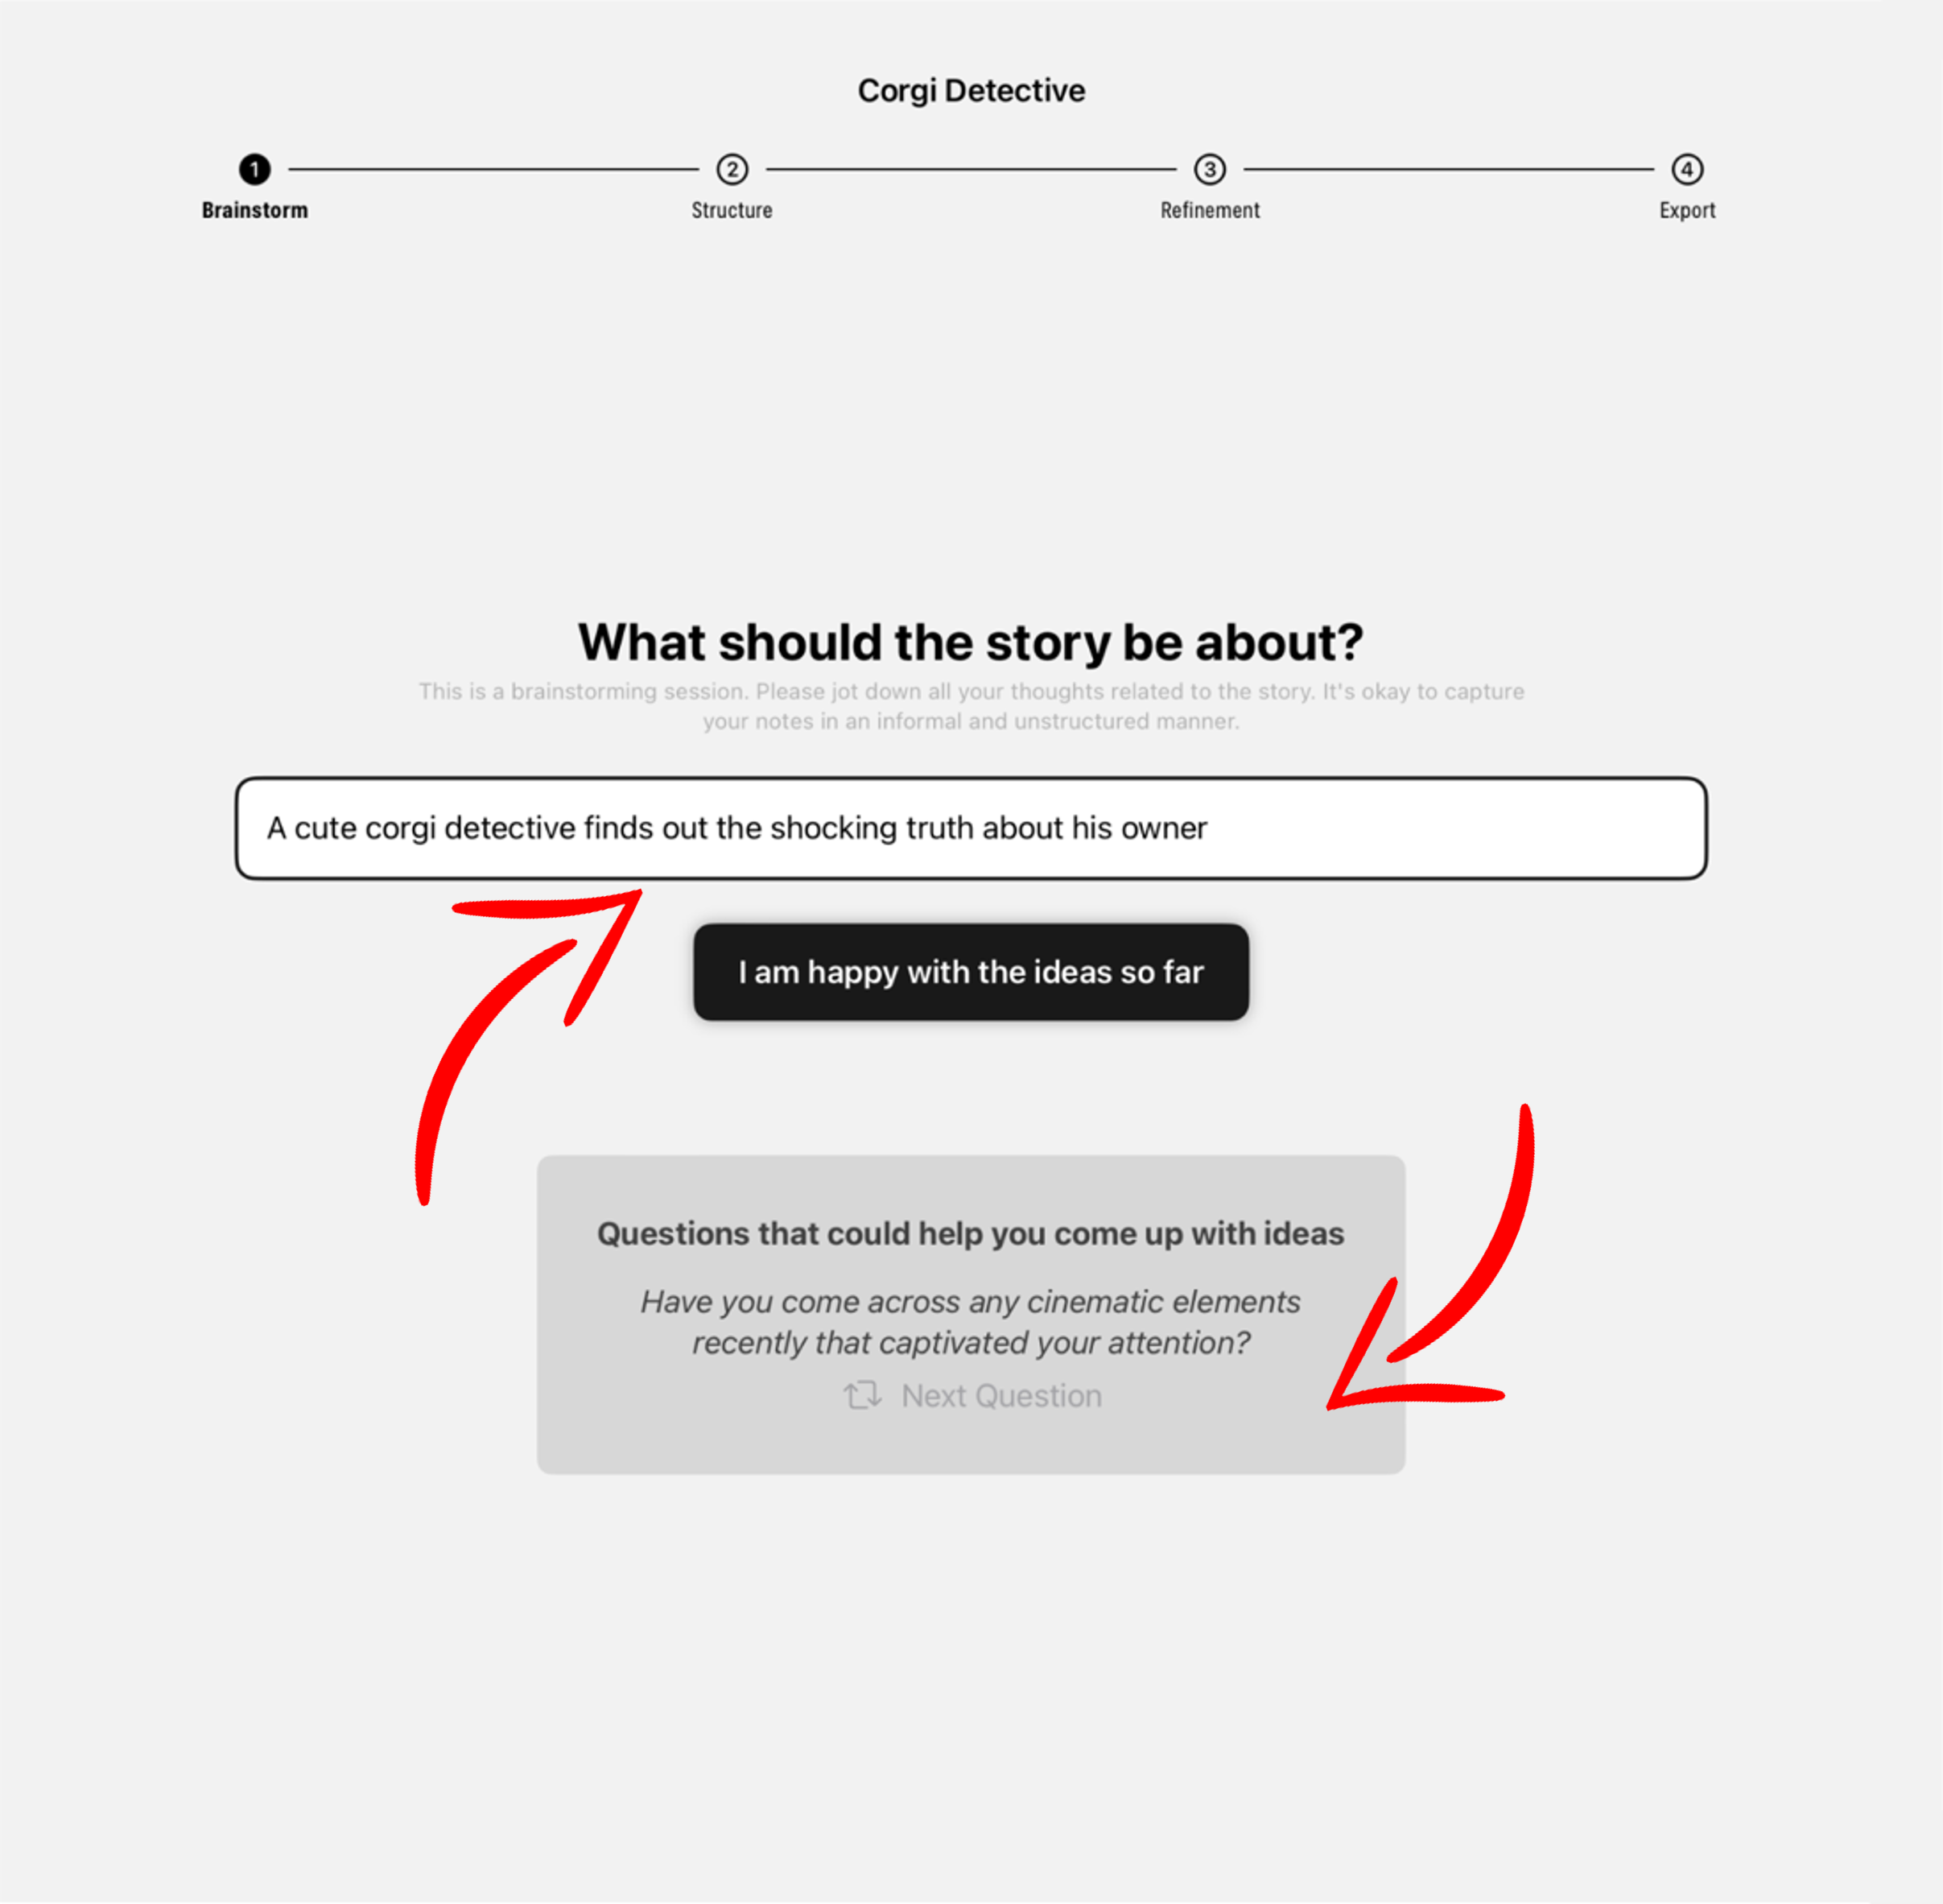 Corgi Detective
1
2
3
4
Brainstorm
Structure
Refinement
Export
What should the story be about?
This is a brainstorming session. Please jot down all your thoughts related to the story. It's okay to capture
your notes in an informal and unstructured manner.
A cute corgi detective finds out the shocking truth about his owner
I am happy with the ideas so far
Questions that could help you come up with ideas
Have you come across any cinematic elements
recently that captivated your attention?
Next Question